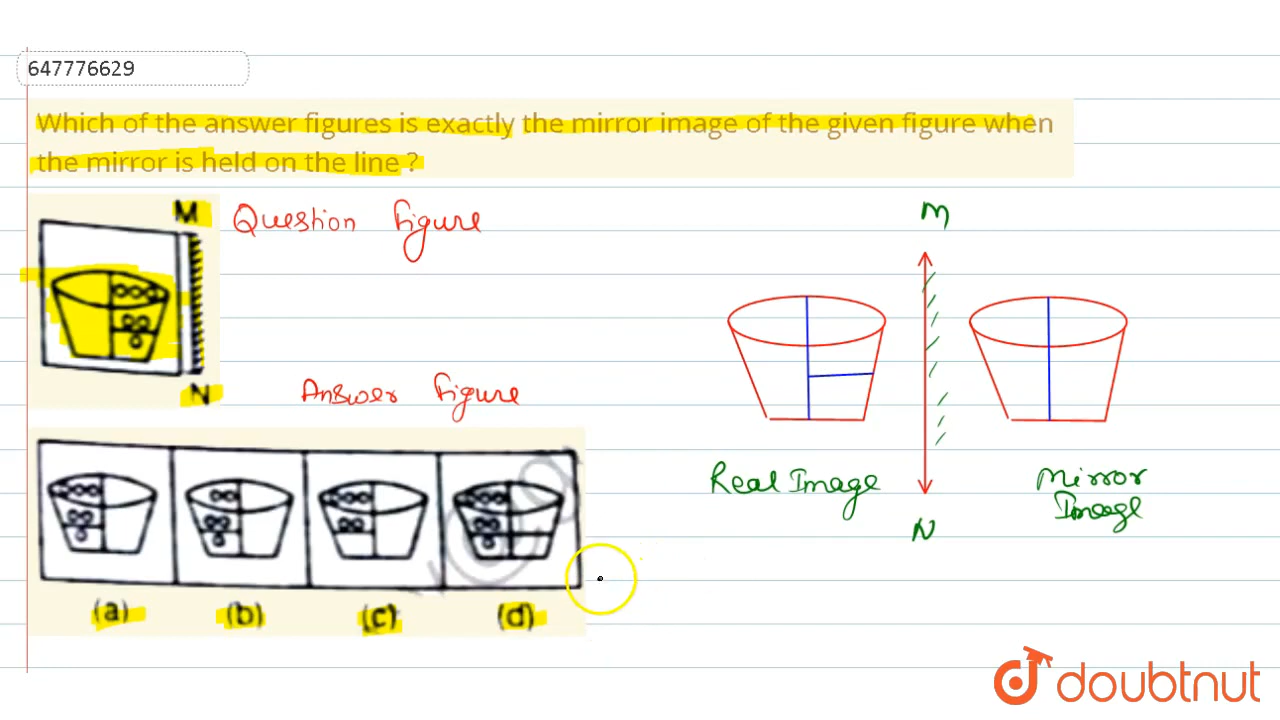 647776629
Which of the answer figures is exactly the mirror image of the given figure when
the mirror is held on the line ?
M
Question figure
N
Answer figure
(a) (b) (c) (d)
M
Real Image
Mirror
Image
N
doubtnut